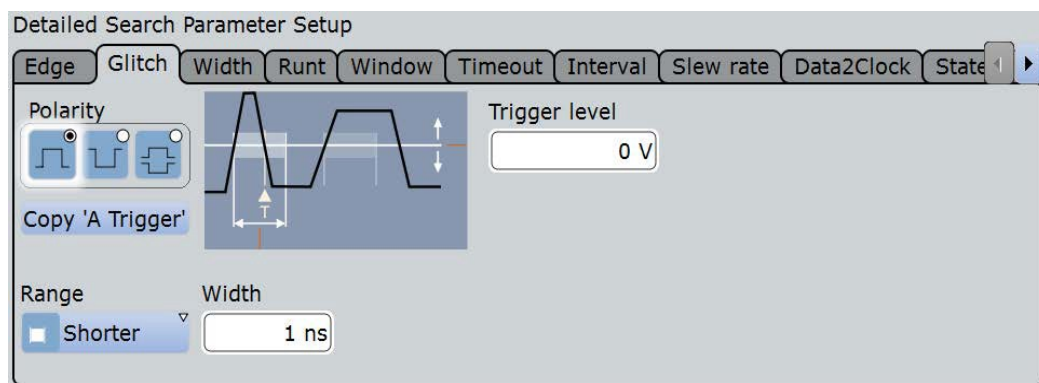 Detailed Search Parameter Setup
Edge Glitch Width Runt Window Timeout Interval Slew rate Data2Clock State
Polarity
Trigger level
0 V
T
Copy 'A Trigger'
Range Width
Shorter 1 ns